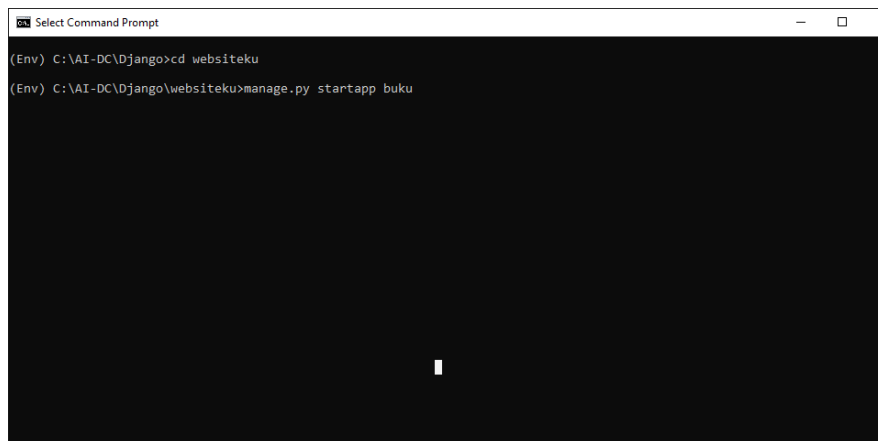 Select Command Prompt
(Env) C:\AI-DC\Django>cd websiteku
(Env) C:\AI-DC\Django\websiteku>manage.py startapp buku